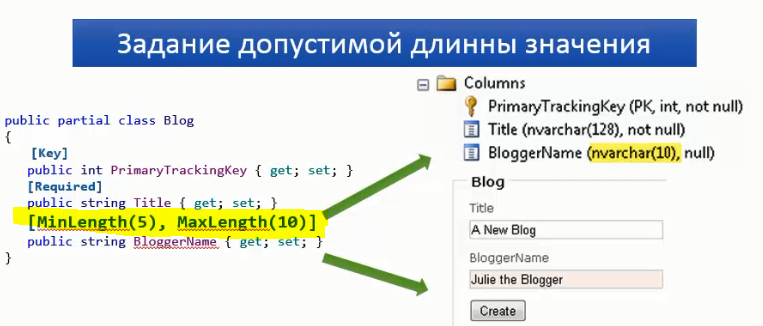 Задание допустимой длинны значения
public partial class Blog
{
[Key]
public int PrimaryTrackingKey { get; set; }
[Required]
public string Title { get; set; }
[MinLength(5), MaxLength(10)]
public string BloggerName { get; set; }
}
Columns
PrimaryTrackingKey (PK, int, not null)
Title (nvarchar(128), not null)
BloggerName (nvarchar(10), null)
Blog
Title
A New Blog
BloggerName
Julie the Blogger
Create